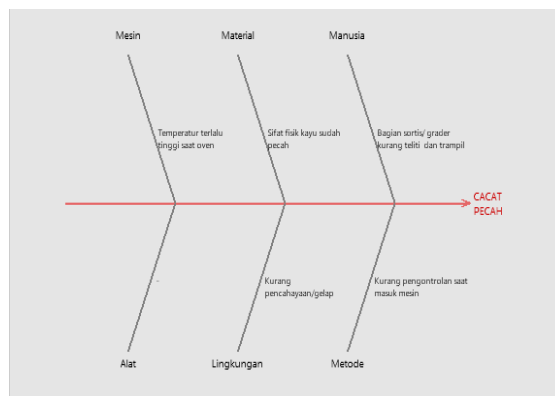 Mesin
Material
Manusia
Temperatur terlalu
tinggi saat oven
Sifat fisik kayu sudah
pecah
Bagian sortis/ grader
kurang teliti dan trampil
CACAT
PECAH
-
Kurang
pencahayaan/gelap
Kurang pengontrolan saat
masuk mesin
Alat
Lingkungan
Metode